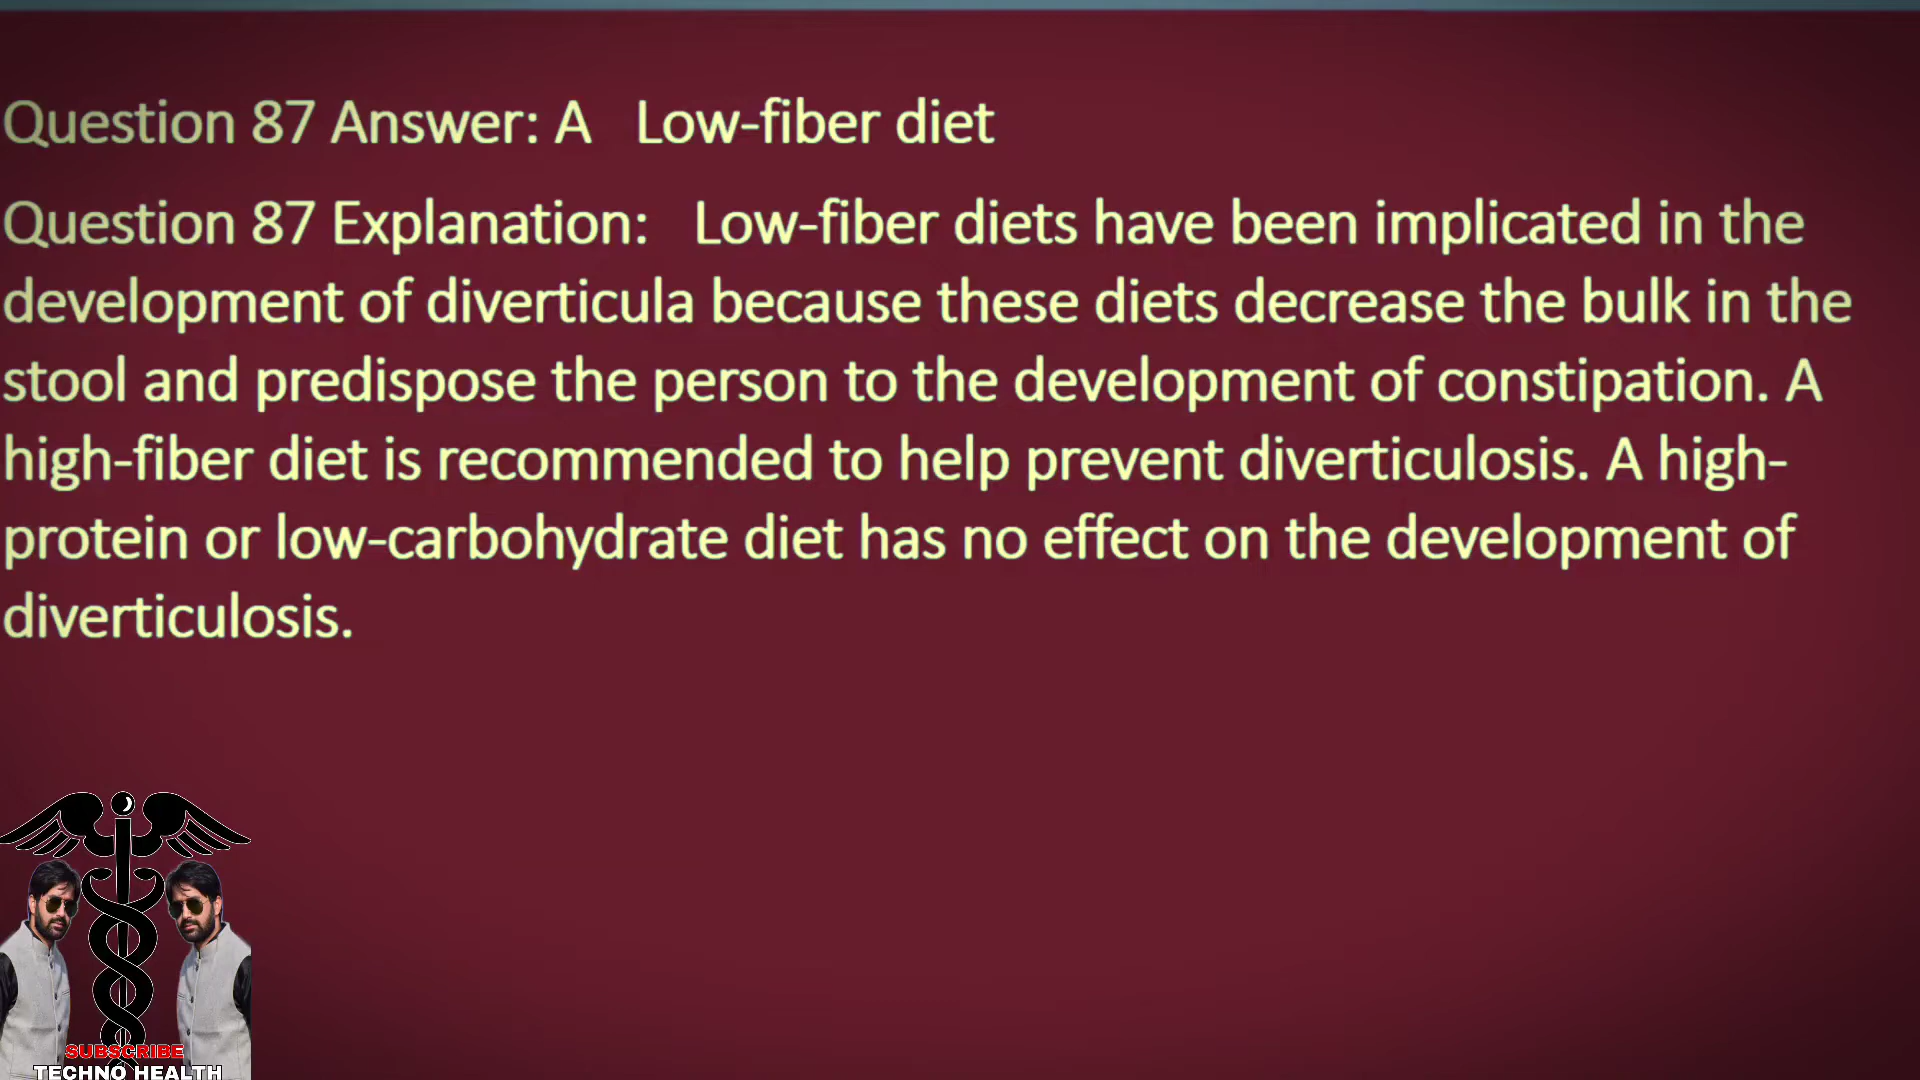 Question 87 Answer: A   Low-fiber diet
Question 87 Explanation:   Low-fiber diets have been implicated in the
development of diverticula because these diets decrease the bulk in the
stool and predispose the person to the development of constipation. A
high-fiber diet is recommended to help prevent diverticulosis. A high-
protein or low-carbohydrate diet has no effect on the development of
diverticulosis.
SUBSCRIBE
TECHNO HEALTH